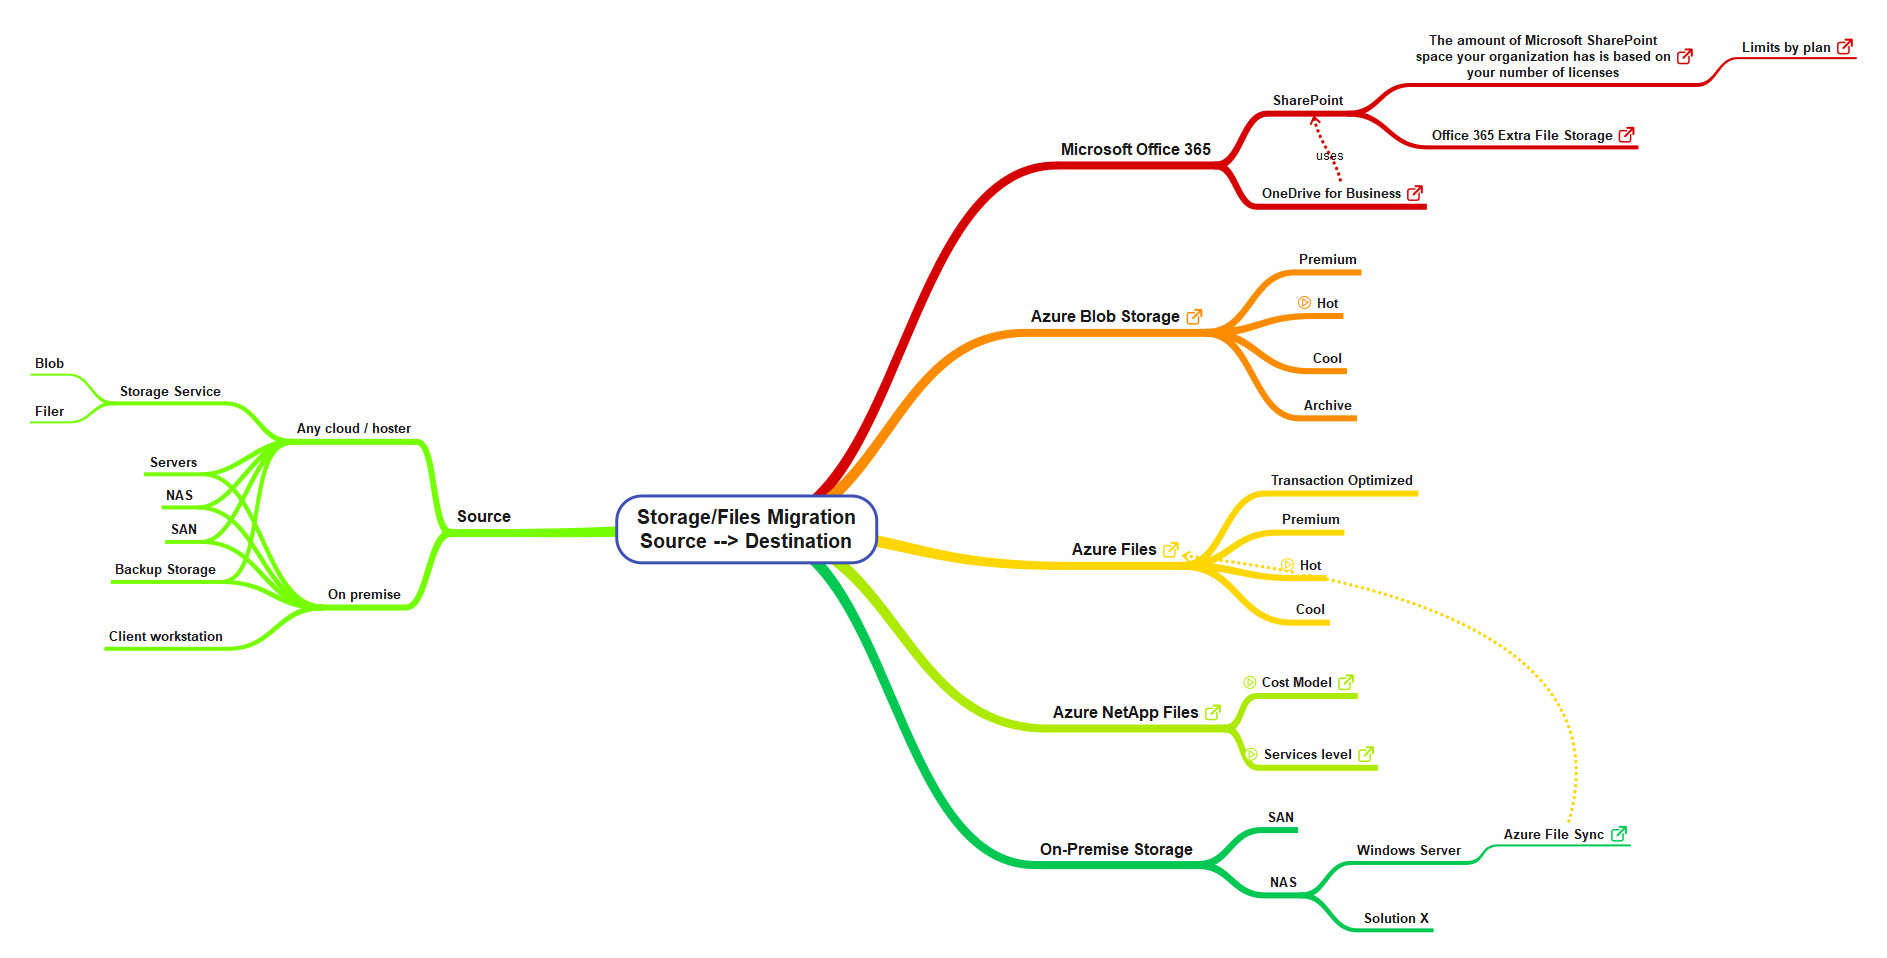 Storage/Files Migration
Source --> Destination
Microsoft Office 365
SharePoint
The amount of Microsoft SharePoint
space your organization has is based on
your number of licenses
Limits by plan
Office 365 Extra File Storage
uses
OneDrive for Business
Azure Blob Storage
Premium
Hot
Cool
Archive
Azure Files
Transaction Optimized
Premium
Hot
Cool
Azure NetApp Files
Cost Model
Services level
On-Premise Storage
SAN
NAS
Windows Server
Azure File Sync
Solution X
Source
Any cloud / hoster
Storage Service
Blob
Filer
Servers
NAS
SAN
Backup Storage
On premise
Client workstation